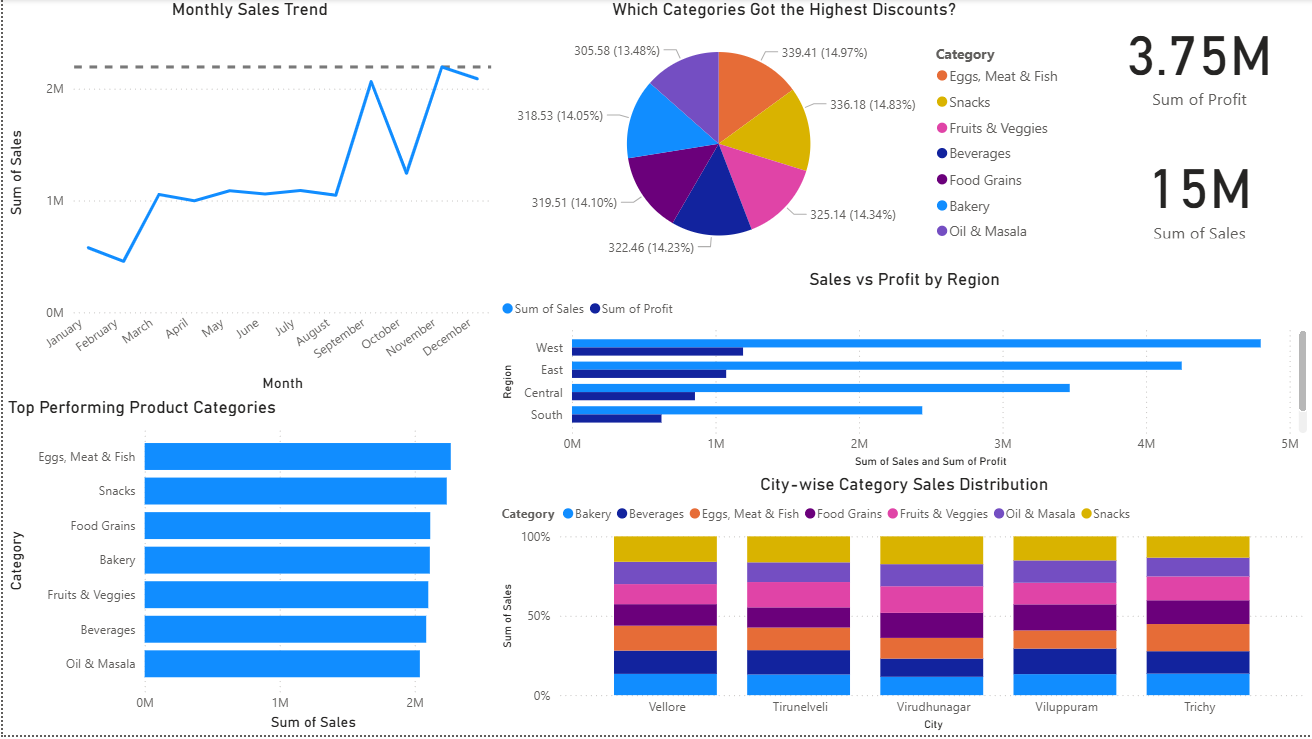 Monthly Sales Trend
Sum of Sales
2M
1M
0M
January
February
March
April
May
June
July
August
September
October
November
December
Month
Which Categories Got the Highest Discounts?
305.58 (13.48%)
339.41 (14.97%)
318.53 (14.05%)
336.18 (14.83%)
319.51 (14.10%)
325.14 (14.34%)
322.46 (14.23%)
Category
Eggs, Meat & Fish
Snacks
Fruits & Veggies
Beverages
Food Grains
Bakery
Oil & Masala
3.75M
Sum of Profit
15M
Sum of Sales
Sales vs Profit by Region
Sum of Sales Sum of Profit
Region
West
East
Central
South
0M 1M 2M 3M 4M 5M
Sum of Sales and Sum of Profit
Top Performing Product Categories
Category
Eggs, Meat & Fish
Snacks
Food Grains
Bakery
Fruits & Veggies
Beverages
Oil & Masala
0M 1M 2M
Sum of Sales
City-wise Category Sales Distribution
Category Bakery Beverages Eggs, Meat & Fish Food Grains Fruits & Veggies Oil & Masala Snacks
Sum of Sales
100%
50%
0%
Vellore Tirunelveli Virudhunagar Viluppuram Trichy
City